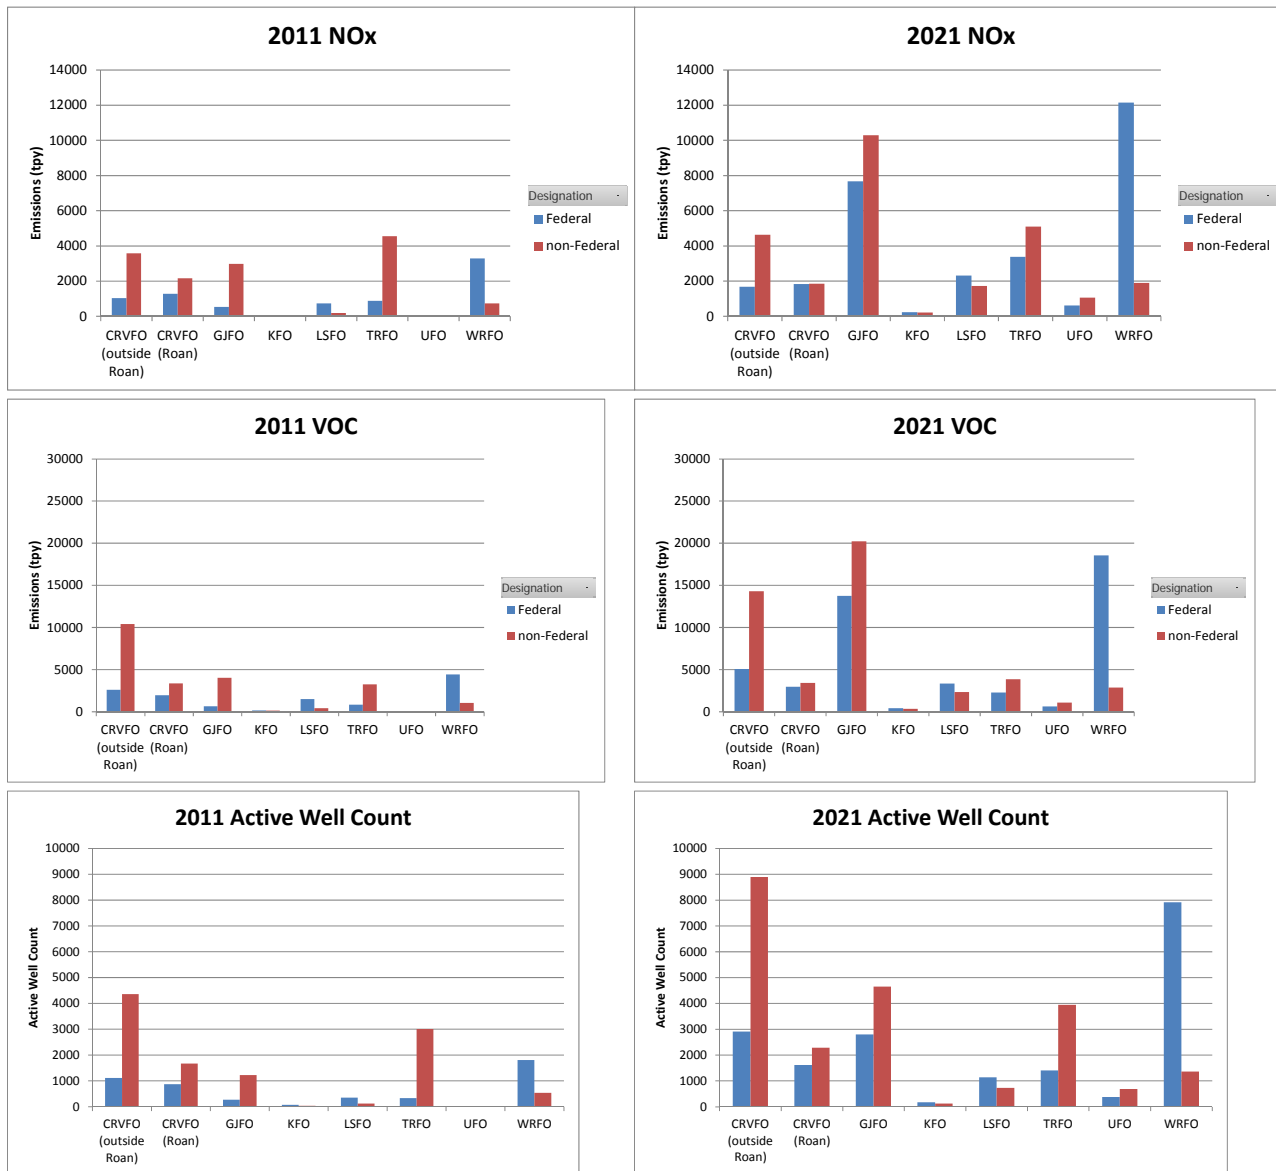 2011 NOx
14000
12000
10000
8000
6000
4000
2000
0
Emissions (tpy)
CRVFO
(outside
Roan)
CRVFO
(Roan)
GJFO
KFO
LSFO
TRFO
UFO
WRFO
Designation
Federal
non-Federal
2021 NOx
14000
12000
10000
8000
6000
4000
2000
0
Emissions (tpy)
CRVFO
(outside
Roan)
CRVFO
(Roan)
GJFO
KFO
LSFO
TRFO
UFO
WRFO
Designation
Federal
non-Federal
2011 VOC
30000
25000
20000
15000
10000
5000
0
Emissions (tpy)
CRVFO
(outside
Roan)
CRVFO
(Roan)
GJFO
KFO
LSFO
TRFO
UFO
WRFO
Designation
Federal
non-Federal
2021 VOC
30000
25000
20000
15000
10000
5000
0
Emissions (tpy)
CRVFO
(outside
Roan)
CRVFO
(Roan)
GJFO
KFO
LSFO
TRFO
UFO
WRFO
Designation
Federal
non-Federal
2011 Active Well Count
10000
9000
8000
7000
6000
5000
4000
3000
2000
1000
0
Active Well Count
CRVFO
(outside
Roan)
CRVFO
(Roan)
GJFO
KFO
LSFO
TRFO
UFO
WRFO
2021 Active Well Count
10000
9000
8000
7000
6000
5000
4000
3000
2000
1000
0
Active Well Count
CRVFO
(outside
Roan)
CRVFO
(Roan)
GJFO
KFO
LSFO
TRFO
UFO
WRFO